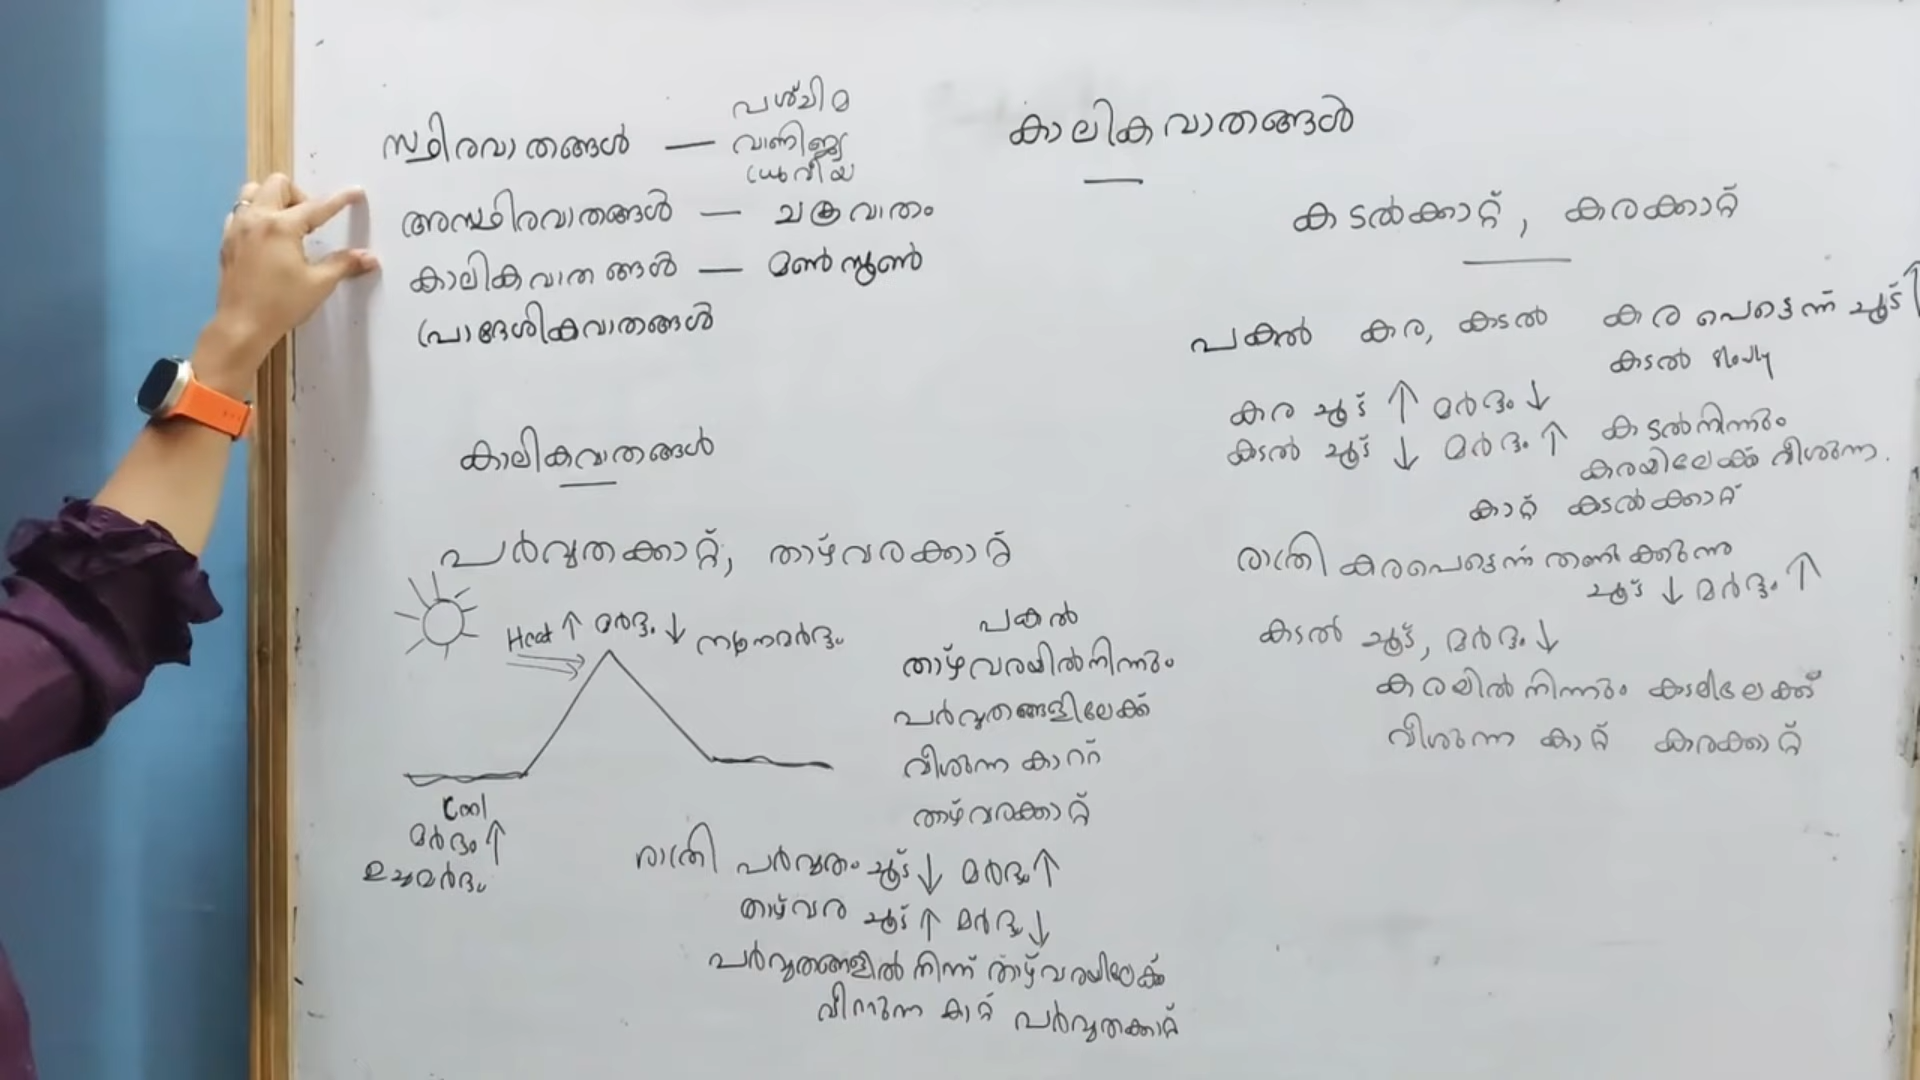 പശ്ചിമ
സ്ഥിരവാതങ്ങൾ — വാണിജ്യ
ധ്രുവീയ
അസ്ഥിരവാതങ്ങൾ — ചക്രവാതം
കാലികവാതങ്ങൾ — മൺസൂൺ
പ്രാദേശികവാതങ്ങൾ
കാലികവാതങ്ങൾ
പർവ്വതക്കാറ്റ്, താഴ്വരക്കാറ്റ്
Heat ↑ മർദ്ദം ↓ ന്യൂനമർദ്ദം
Cool
മർദ്ദം ↑
ഉച്ചമർദ്ദം
പകൽ
താഴ്വരയിൽനിന്നും
പർവ്വതങ്ങളിലേക്ക്
വീശുന്ന കാററ്
താഴ്വരക്കാറ്റ്
രാത്രി പർവ്വതം ചൂട് ↓ മർദ്ദം ↑
താഴ്വര ചൂട് ↑ മർദ്ദം ↓
പർവ്വതങ്ങളിൽ നിന്ന് താഴ്വരയിലേക്ക്
കാറ്റ് പർവ്വതക്കാറ്റ്
കാലികവാതങ്ങൾ
കടൽക്കാറ്റ്, കരക്കാറ്റ്
പകൽ കര, കടൽ കര പെട്ടെന്ന് ചൂട് ↑
കടൽ slowly
കര ചൂട് ↑ മർദ്ദം ↓
കടൽ ചൂട് ↓ മർദ്ദം ↑
കടൽനിന്നും
കരയിലേക്ക് വീശുന്ന.
കാറ്റ് കടൽക്കാറ്റ്
രാത്രി കരപെട്ടെന്ന് തണുക്കുന്നു
ചൂട് ↓ മർദ്ദം ↑
കടൽ ചൂട്, മർദ്ദം ↓
കരയിൽ നിന്നും കടലിലേക്ക്
വീശുന്ന കാറ്റ് കരക്കാറ്റ്